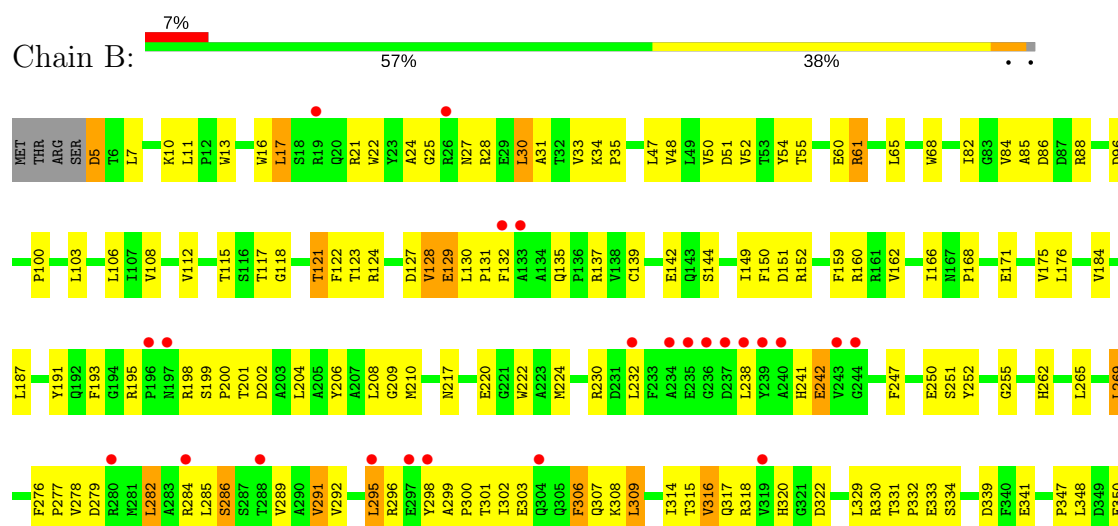 7%
Chain B:
57% 38% • •
MET THR ARG SER D5 T6 L7 K10 L11 P12 W13 W16 L17 S18 R19 Q20 R21 W22 Y23 A24 G25 R26 N27 R28 E29 L30 A31 T32 V33 K34 P35 L47 V48 L49 V50 D51 V52 T53 Y54 T55 E60 R61 L65 W68 I82 G83 V84 A85 D86 D87 R88 D96
P100 L103 L106 I107 V108 V112 T115 S116 T117 G118 T121 F122 T123 R124 D127 V128 E129 L130 P131 F132 A133 A134 Q135 P136 R137 V138 C139 E142 Q143 S144 I149 F150 D151 R152 F159 R160 R161 V162 I166 N167 P168 E171 V175 L176 V184
L187 Y191 Q192 F193 G194 R195 P196 N197 R198 S199 P200 T201 D202 A203 L204 A205 Y206 A207 L208 G209 M210 N217 E220 G221 W222 A223 M224 R230 D231 L232 F233 A234 E235 G236 D237 L238 Y239 A240 H241 E242 V243 G244 F247 E250 S251 Y252 G255 H262 L265 L269
F276 P277 V278 D279 R280 M281 L282 A283 R284 L285 S286 S287 T288 V289 A290 V291 V292 L295 R296 E297 Y298 A299 P300 T301 I302 E303 Q304 Q305 F306 Q307 K308 L309 I314 T315 V316 Q317 R318 V319 H320 G321 D322 L329 R330 T331 P332 E333 S334 D339 F340 E341 P347 L348 D349 E350